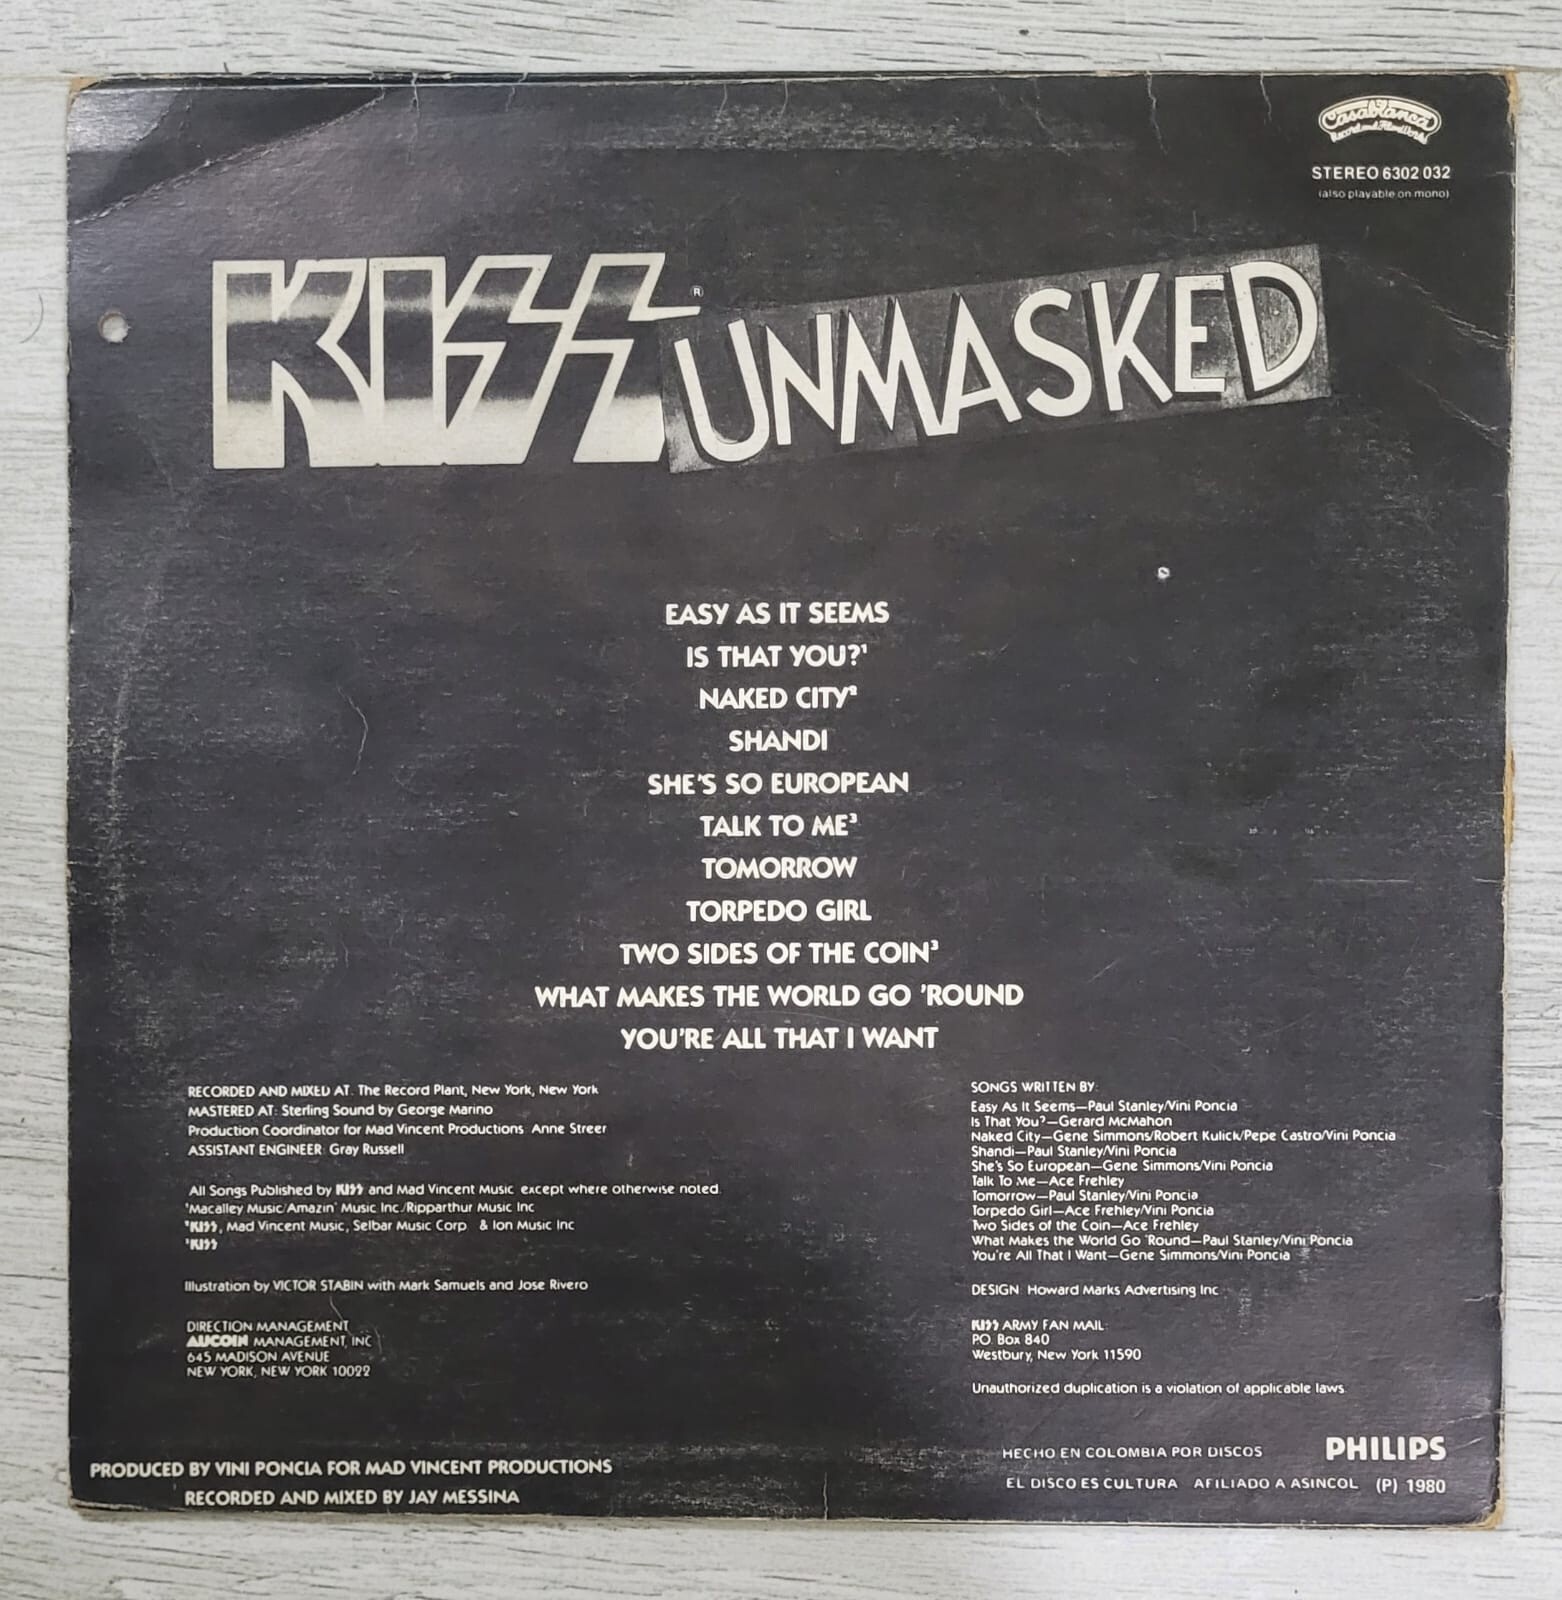 Casablanca
Record and FilmWorks
STEREO 6302 032
(also playable on mono)
KISS® UNMASKED
EASY AS IT SEEMS
IS THAT YOU?¹
NAKED CITY²
SHANDI
SHE'S SO EUROPEAN
TALK TO ME³
TOMORROW
TORPEDO GIRL
TWO SIDES OF THE COIN³
WHAT MAKES THE WORLD GO 'ROUND
YOU'RE ALL THAT I WANT
RECORDED AND MIXED AT: The Record Plant, New York, New York
MASTERED AT: Sterling Sound by George Marino
Production Coordinator for Mad Vincent Productions Anne Streer
ASSISTANT ENGINEER: Gray Russell
All Songs Published by KISS and Mad Vincent Music except where otherwise noted.
¹Macalley Music/Amazin' Music Inc./Ripparthur Music Inc
²KISS, Mad Vincent Music, Selbar Music Corp. & Ion Music Inc
³KISS
Illustration by VICTOR STABIN with Mark Samuels and Jose Rivero
DIRECTION MANAGEMENT
AUCOIN MANAGEMENT, INC
645 MADISON AVENUE
NEW YORK, NEW YORK 10022
PRODUCED BY VINI PONCIA FOR MAD VINCENT PRODUCTIONS
RECORDED AND MIXED BY JAY MESSINA
SONGS WRITTEN BY:
Easy As It Seems—Paul Stanley/Vini Poncia
Is That You?—Gerard McMahon
Naked City—Gene Simmons/Robert Kulick/Pepe Castro/Vini Poncia
Shandi—Paul Stanley/Vini Poncia
She's So European—Gene Simmons/Vini Poncia
Talk To Me—Ace Frehley
Tomorrow—Paul Stanley/Vini Poncia
Torpedo Girl—Ace Frehley/Vini Poncia
Two Sides of the Coin—Ace Frehley
What Makes the World Go 'Round—Paul Stanley/Vini Poncia
You're All That I Want—Gene Simmons/Vini Poncia
DESIGN Howard Marks Advertising Inc
KISS ARMY FAN MAIL:
P.O. Box 840
Westbury, New York 11590
Unauthorized duplication is a violation of applicable laws.
HECHO EN COLOMBIA POR DISCOS PHILIPS
EL DISCO ES CULTURA AFILIADO A ASINCOL (P) 1980